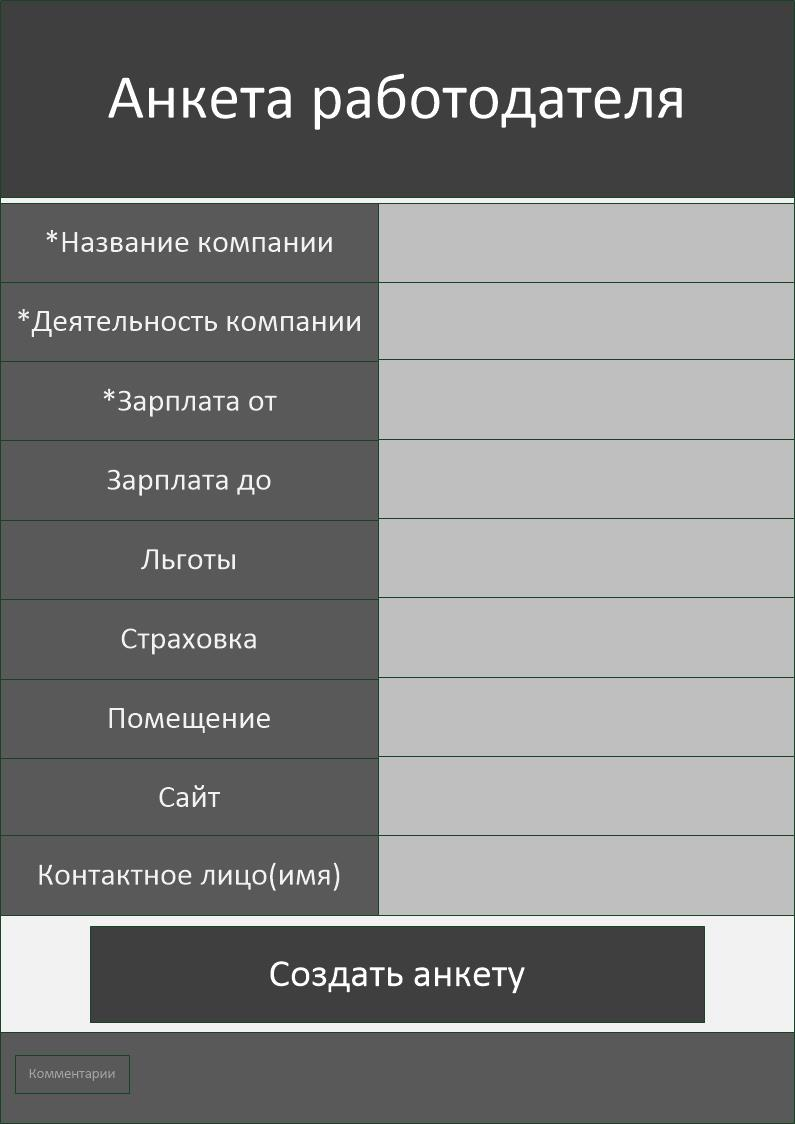 Анкета работодателя
*Название компании
*Деятельность компании
*Зарплата от
Зарплата до
Льготы
Страховка
Помещение
Сайт
Контактное лицо(имя)
Создать анкету
Комментарии